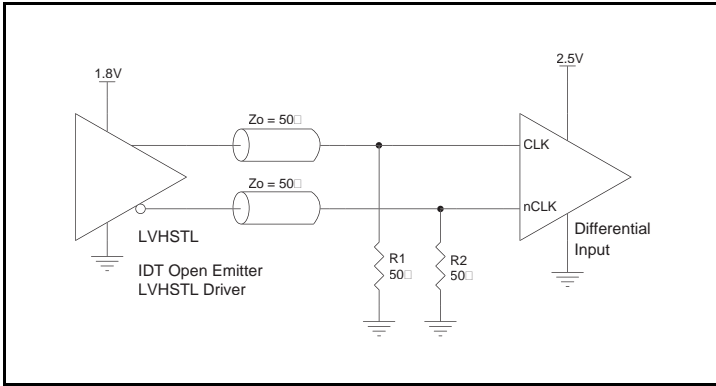 1.8V
2.5V
Zo = 50□
CLK
Zo = 50□
nCLK
LVHSTL
Differential
Input
IDT Open Emitter
LVHSTL Driver
R1
50□
R2
50□